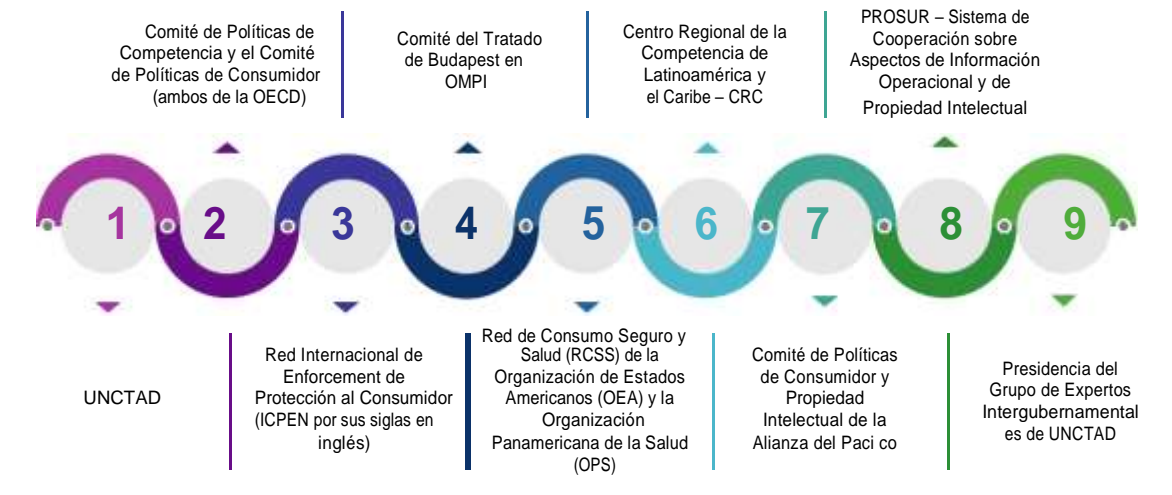 Comité de Políticas de
Competencia y el Comité
de Políticas de Consumidor
(ambos de la OECD)
Comité del Tratado
de Budapest en
OMPI
Centro Regional de la
Competencia de
Latinoamérica y
el Caribe – CRC
PROSUR – Sistema de
Cooperación sobre
Aspectos de Información
Operacional y de
Propiedad Intelectual
1
2
3
4
5
6
7
8
9
UNCTAD
Red Internacional de
Enforcement de
Protección al Consumidor
(ICPEN por sus siglas en
inglés)
Red de Consumo Seguro y
Salud (RCSS) de la
Organización de Estados
Americanos (OEA) y la
Organización
Panamericana de la Salud
(OPS)
Comité de Políticas
de Consumidor y
Propiedad
Intelectual de la
Alianza del Paci co
Presidencia del
Grupo de Expertos
Intergubernamental
es de UNCTAD